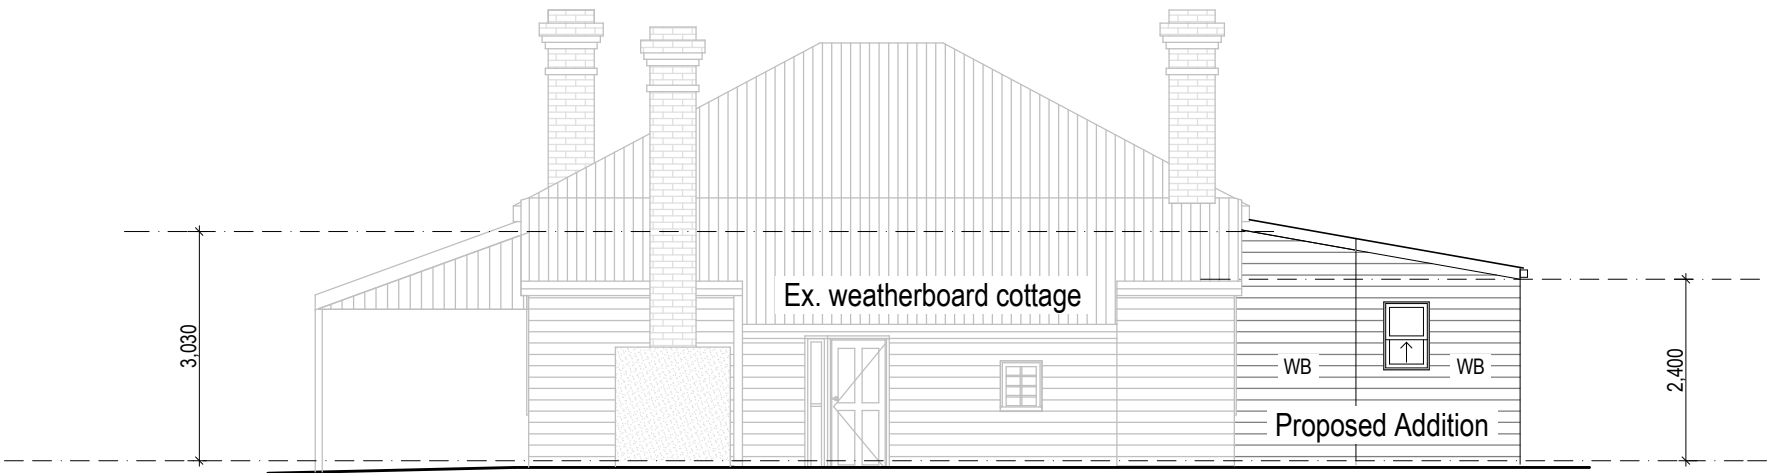 Ex. weatherboard cottage
3,030
WB
WB
2,400
Proposed Addition